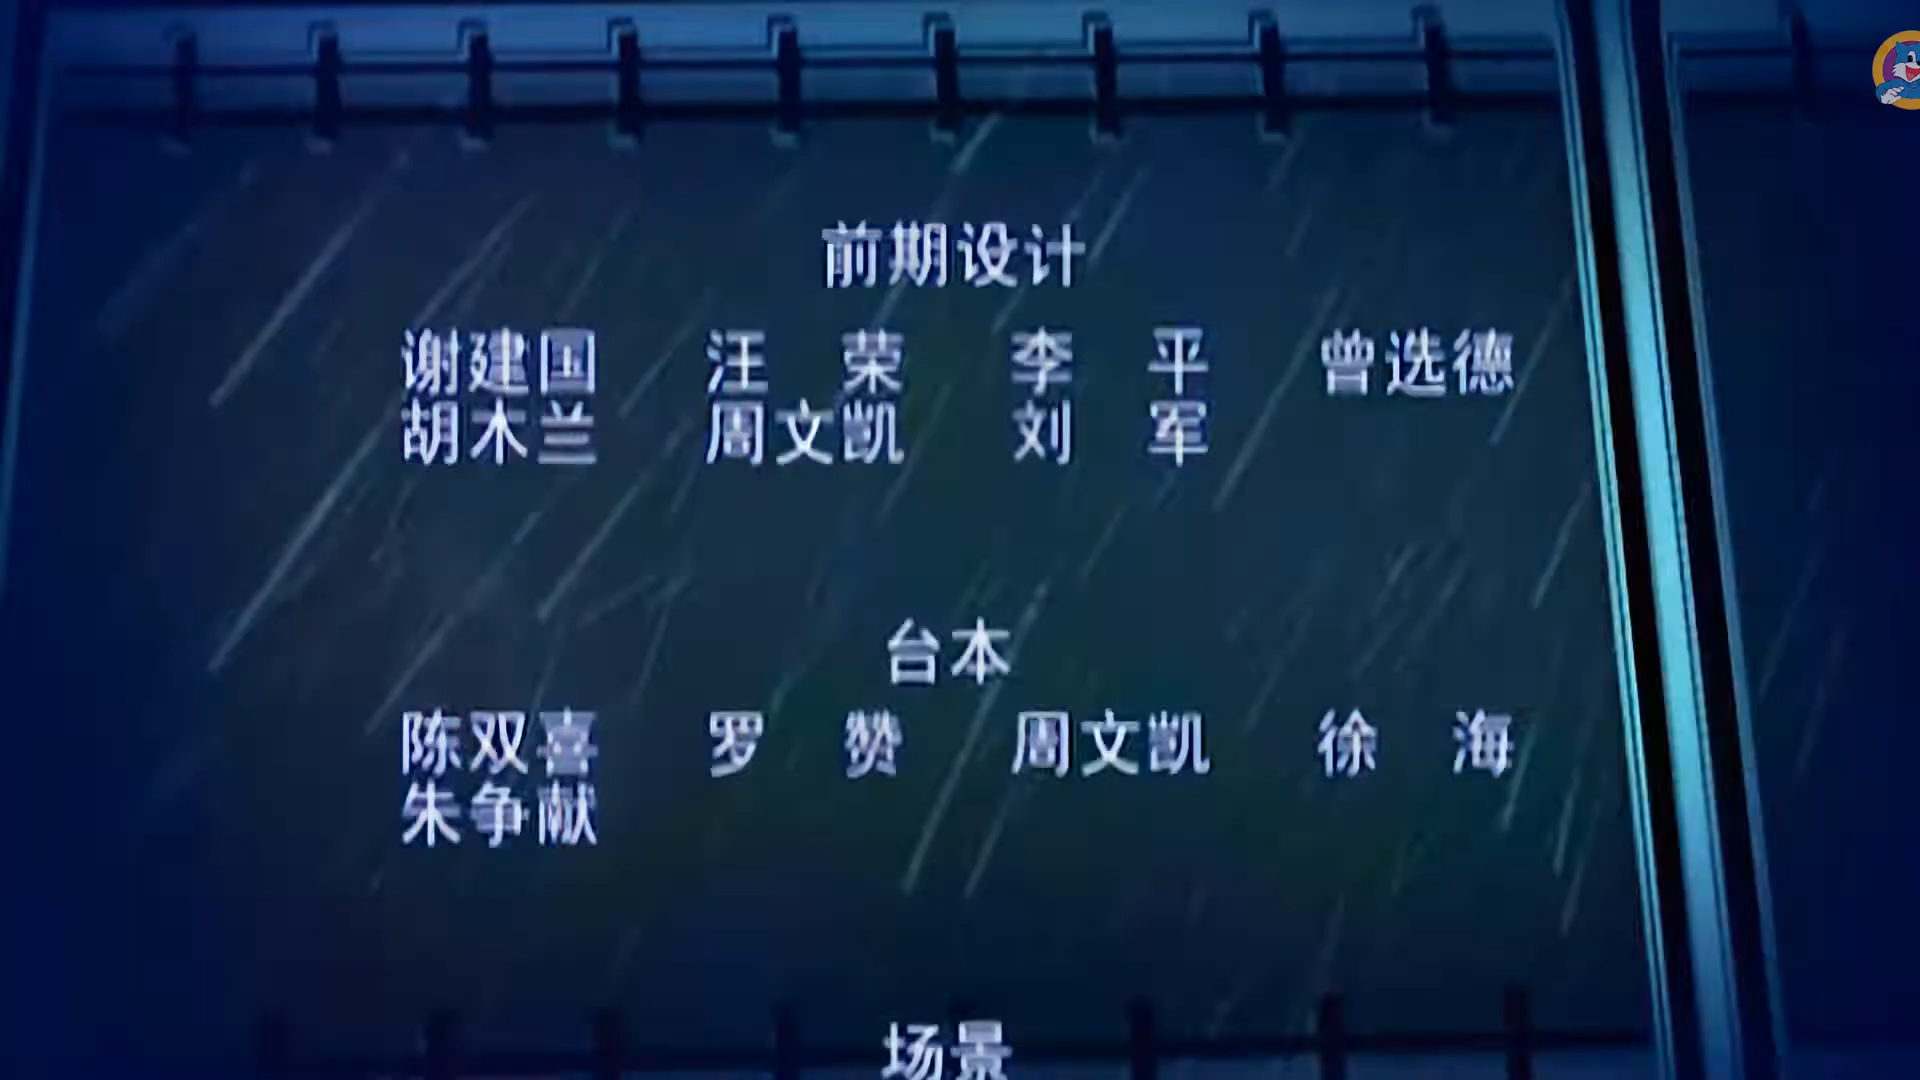 前期设计
谢建国 汪荣 李平 曾选德
胡木兰 周文凯 刘军
台本
陈双喜 罗赞 周文凯 徐海
朱争献
场景